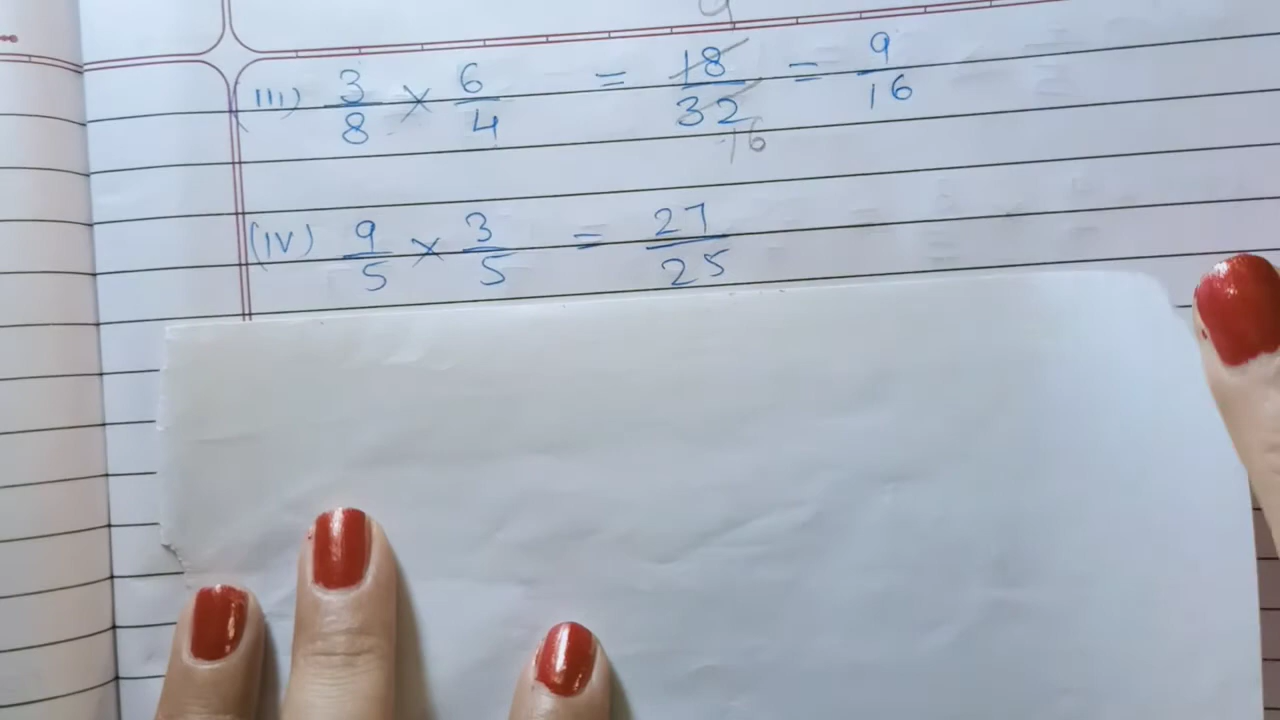 (III) 3/8 × 6/4 = 18/32 = 9/16
16
(IV) 9/5 × 3/5 = 27/25